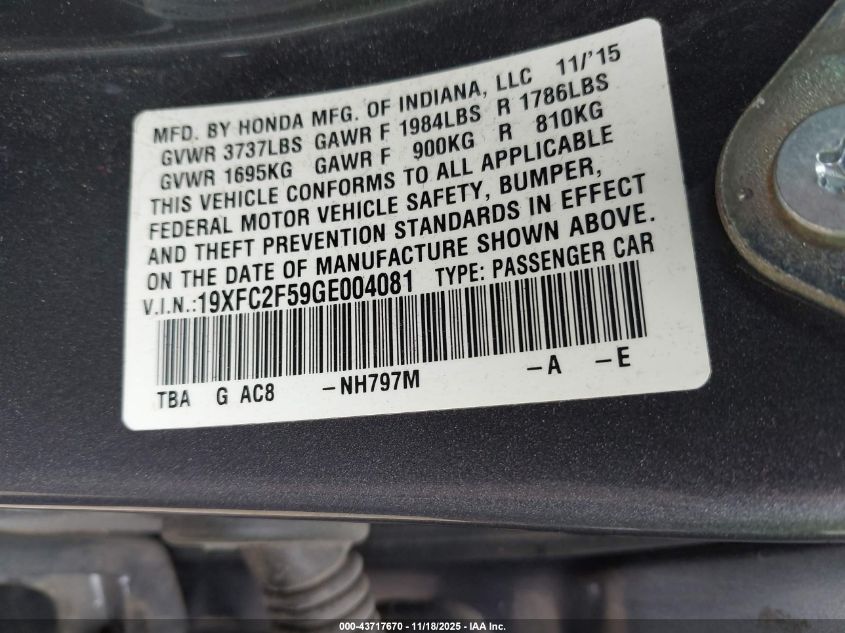 MFD. BY HONDA MFG. OF INDIANA, LLC 11/'15
GVWR 3737LBS GAWR F 1984LBS R 1786LBS
GVWR 1695KG GAWR F 900KG R 810KG
THIS VEHICLE CONFORMS TO ALL APPLICABLE
FEDERAL MOTOR VEHICLE SAFETY, BUMPER,
AND THEFT PREVENTION STANDARDS IN EFFECT
ON THE DATE OF MANUFACTURE SHOWN ABOVE.
V.I.N.:19XFC2F59GE004081 TYPE: PASSENGER CAR
TBA G AC8 -NH797M -A -E
000-43717670 - 11/18/2025 - IAA Inc.